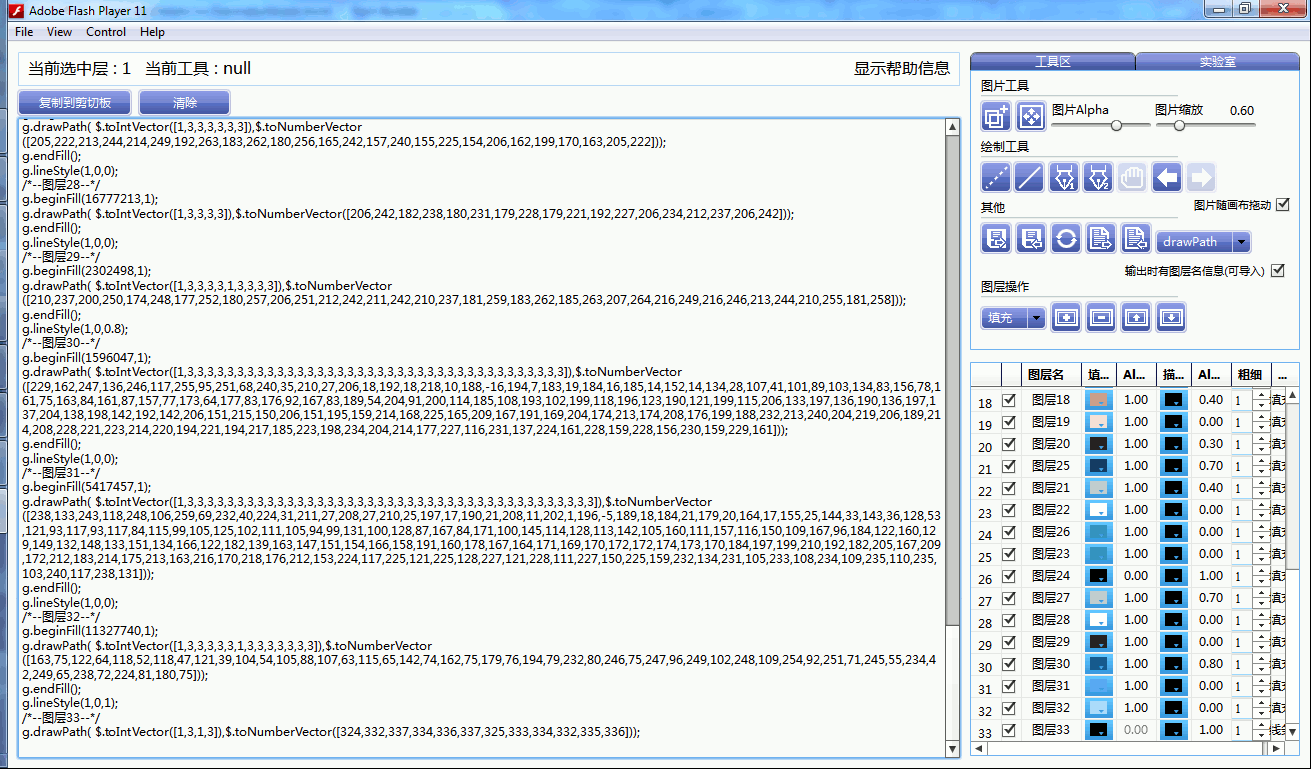 Adobe Flash Player 11
File View Control Help
当前选中层 : 1 当前工具 : null
显示帮助信息
复制到剪切板 清除
g.drawPath( $.toIntVector([1,3,3,3,3,3,3]),$.toNumberVector
([205,222,213,244,214,249,192,263,183,262,180,256,165,242,157,240,155,225,154,206,162,199,170,163,205,222]));
g.endFill();
g.lineStyle(1,0,0);
/*--图层28--*/
g.beginFill(16777213,1);
g.drawPath( $.toIntVector([1,3,3,3,3]),$.toNumberVector([206,242,182,238,180,231,179,228,179,221,192,227,206,234,212,237,206,242]));
g.endFill();
g.lineStyle(1,0,0);
/*--图层29--*/
g.beginFill(2302498,1);
g.drawPath( $.toIntVector([1,3,3,3,3,1,3,3,3,3]),$.toNumberVector
([210,237,200,250,174,248,177,252,180,257,206,251,212,242,211,242,210,237,181,259,183,262,185,263,207,264,216,249,216,246,213,244,210,255,181,258]));
g.endFill();
g.lineStyle(1,0,0.8);
/*--图层30--*/
g.beginFill(1596047,1);
g.drawPath( $.toIntVector([1,3,3,3,3,3,3,3,3,3,3,3,3,3,3,3,3,3,3,3,3,3,3,3,3,3,3,3,3,3,3,3,3,3,3,3,3,3,3]),$.toNumberVector
([229,162,247,136,246,117,255,95,251,68,240,35,210,27,206,18,192,18,218,10,188,-16,194,7,183,19,184,16,185,14,152,14,134,28,107,41,101,89,103,134,83,156,78,1
61,75,163,84,161,87,157,77,173,64,177,83,176,92,167,83,189,54,204,91,200,114,185,108,193,102,199,118,196,123,190,121,199,115,206,133,197,136,190,136,197,1
37,204,138,198,142,192,142,206,151,215,150,206,151,195,159,214,168,225,165,209,167,191,169,204,174,213,174,208,176,199,188,232,213,240,204,219,206,189,21
4,208,228,221,223,214,220,194,221,194,217,185,223,198,234,204,214,177,227,116,231,137,224,161,228,159,228,156,230,159,229,161]));
g.endFill();
g.lineStyle(1,0,0);
/*--图层31--*/
g.beginFill(5417457,1);
g.drawPath( $.toIntVector([1,3,3,3,3,3,3,3,3,3,3,3,3,3,3,3,3,3,3,3,3,3,3,3,3,3,3,3,3,3,3,3,3,3,3,3,3,3,3,3,3,3]),$.toNumberVector
([238,133,243,118,248,106,259,69,232,40,224,31,211,27,208,27,210,25,197,17,190,21,208,11,202,1,196,-5,189,18,184,21,179,20,164,17,155,25,144,33,143,36,128,53
,121,93,117,93,117,84,115,99,105,125,102,111,105,94,99,131,100,128,87,167,84,171,100,145,114,128,113,142,105,160,111,157,116,150,109,167,96,184,122,160,12
9,149,132,148,133,151,134,166,122,182,139,163,147,151,154,166,158,191,160,178,167,164,171,169,170,172,172,174,173,170,184,197,199,210,192,182,205,167,209
,172,212,183,214,175,213,163,216,170,218,176,212,153,224,117,225,121,225,128,227,121,228,111,227,150,225,159,232,134,231,105,233,108,234,109,235,110,235,
103,240,117,238,131]));
g.endFill();
g.lineStyle(1,0,0);
/*--图层32--*/
g.beginFill(11327740,1);
g.drawPath( $.toIntVector([1,3,3,3,3,3,1,3,3,3,3,3,3,3]),$.toNumberVector
([163,75,122,64,118,52,118,47,121,39,104,54,105,88,107,63,115,65,142,74,162,75,179,76,194,79,232,80,246,75,247,96,249,102,248,109,254,92,251,71,245,55,234,4
2,249,65,238,72,224,81,180,75]));
g.endFill();
g.lineStyle(1,0,1);
/*--图层33--*/
g.drawPath( $.toIntVector([1,3,1,3]),$.toNumberVector([324,332,337,334,336,337,325,333,334,332,335,336]));
工具区 实验室
图片工具
图片Alpha 图片缩放 0.60
绘制工具
其他 图片随画布拖动
drawPath
输出时有图层名信息(可导入)
图层操作
填充
图层名 填... Al... 描... Al... 粗细 ...
18 图层18 1.00 0.40 1 填
19 图层19 1.00 0.00 1 填
20 图层20 1.00 0.30 1 填
21 图层25 1.00 0.70 1 填
22 图层21 1.00 0.40 1 填
23 图层22 1.00 0.00 1 填
24 图层26 1.00 0.00 1 填
25 图层23 1.00 0.00 1 填
26 图层24 0.00 1.00 1 填
27 图层27 1.00 0.70 1 填
28 图层28 1.00 0.00 1 填
29 图层29 1.00 0.00 1 填
30 图层30 1.00 0.80 1 填
31 图层31 1.00 0.00 1 填
32 图层32 1.00 0.00 1 填
33 图层33 0.00 1.00 1 线